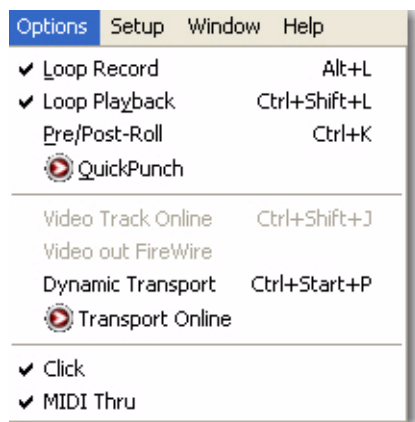 Options Setup Window Help
Loop Record Alt+L
Loop Playback Ctrl+Shift+L
Pre/Post-Roll Ctrl+K
QuickPunch
Video Track Online Ctrl+Shift+J
Video out FireWire
Dynamic Transport Ctrl+Start+P
Transport Online
Click
MIDI Thru